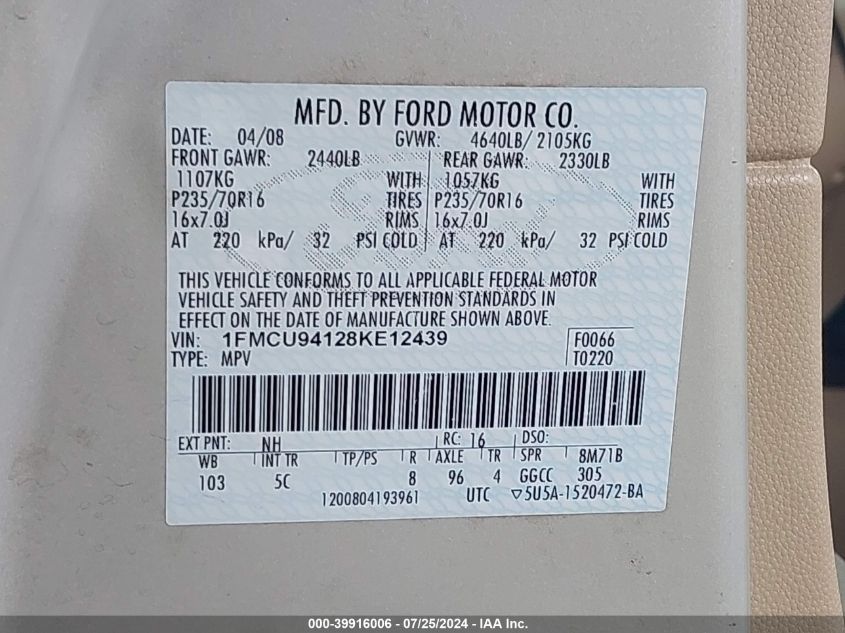 MFD. BY FORD MOTOR CO.
DATE: 04/08 GVWR: 4640LB/ 2105KG
FRONT GAWR: 2440LB REAR GAWR: 2330LB
1107KG WITH 1057KG WITH
P235/70R16 TIRES P235/70R16 TIRES
16x7.0J RIMS 16x7.0J RIMS
AT 220 kPa/ 32 PSI COLD AT 220 kPa/ 32 PSI COLD
THIS VEHICLE CONFORMS TO ALL APPLICABLE FEDERAL MOTOR
VEHICLE SAFETY AND THEFT PREVENTION STANDARDS IN
EFFECT ON THE DATE OF MANUFACTURE SHOWN ABOVE.
VIN: 1FMCU94128KE12439 F0066
TYPE: MPV T0220
EXT PNT: NH RC: 16 DSO:
WB INT TR TP/PS R AXLE TR SPR 8M71B
103 5C 8 96 4 GGCC 305
1200804193961 UTC ▽5U5A-1520472-BA
000-39916006 - 07/25/2024 - IAA Inc.